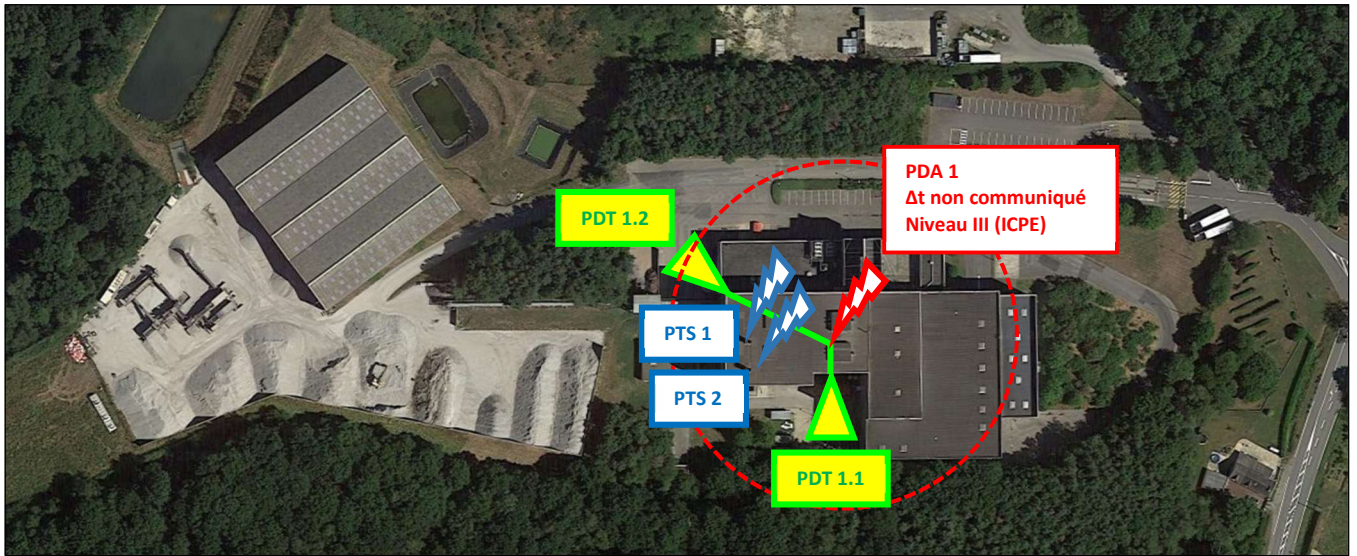 PDA 1
Δt non communiqué
Niveau III (ICPE)
PDT 1.2
PTS 1
PTS 2
PDT 1.1